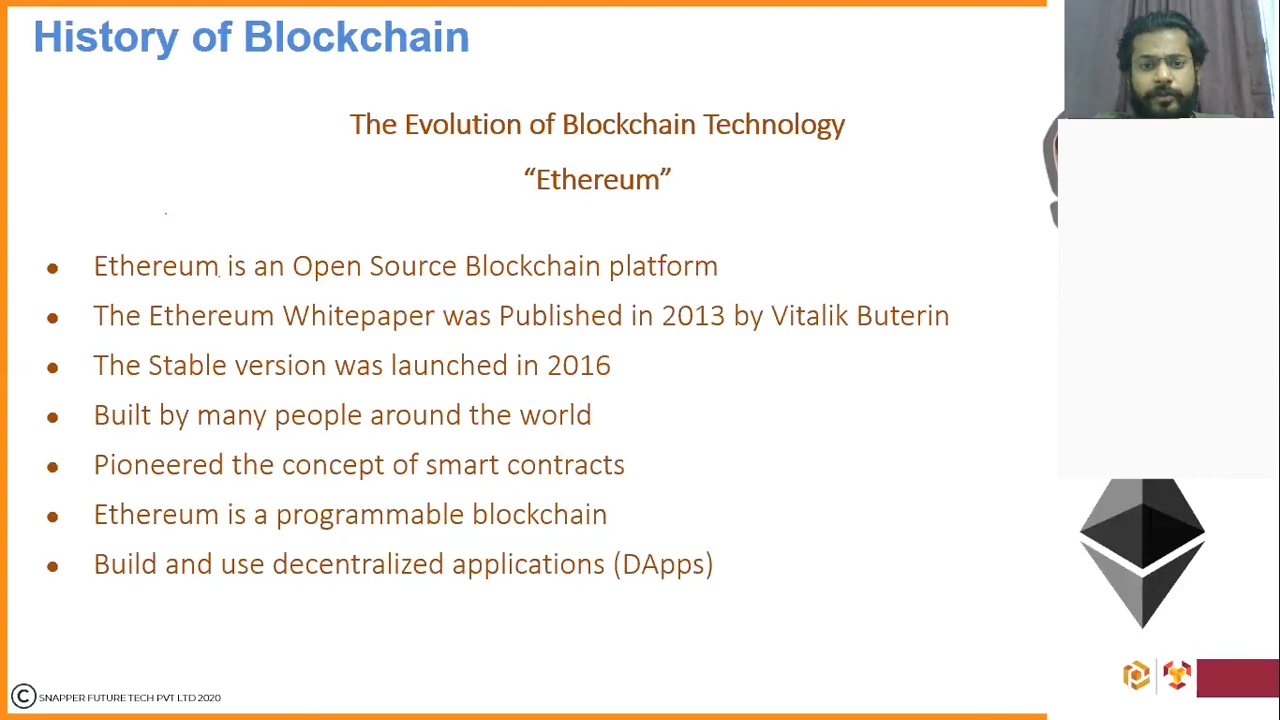 History of Blockchain
The Evolution of Blockchain Technology
“Ethereum”
• Ethereum is an Open Source Blockchain platform
• The Ethereum Whitepaper was Published in 2013 by Vitalik Buterin
• The Stable version was launched in 2016
• Built by many people around the world
• Pioneered the concept of smart contracts
• Ethereum is a programmable blockchain
• Build and use decentralized applications (DApps)
© SNAPPER FUTURE TECH PVT LTD 2020